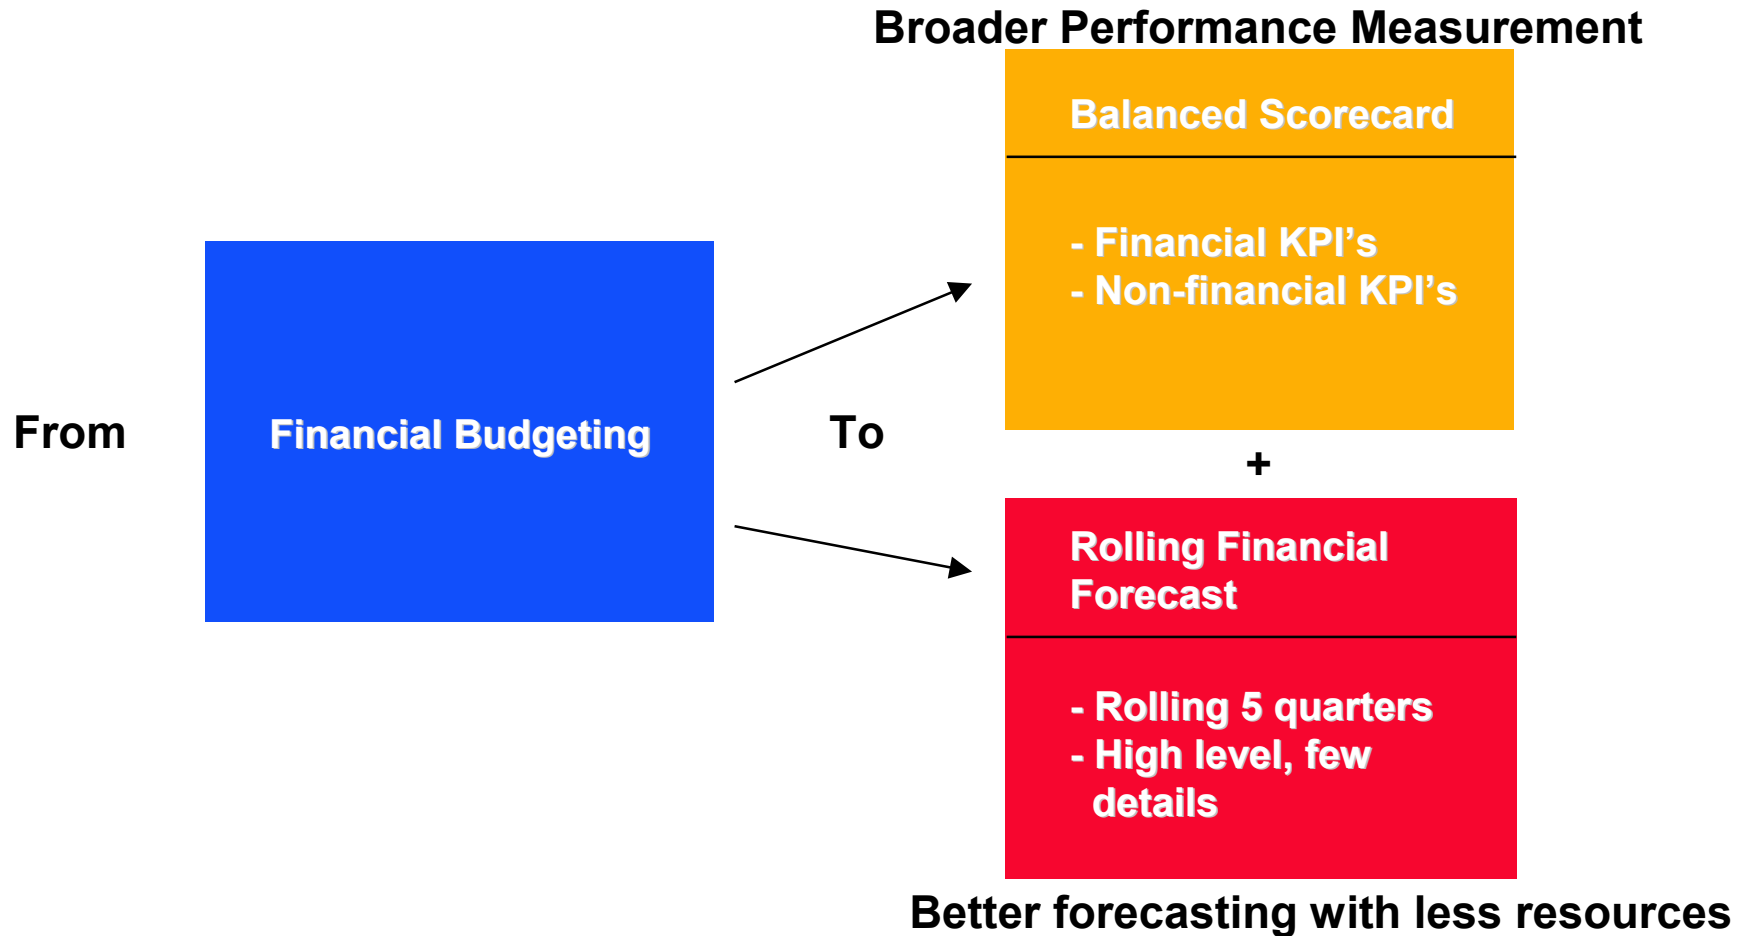 Broader Performance Measurement
Balanced Scorecard
- Financial KPI’s
- Non-financial KPI’s
From
Financial Budgeting
To
+
Rolling Financial
Forecast
- Rolling 5 quarters
- High level, few
details
Better forecasting with less resources